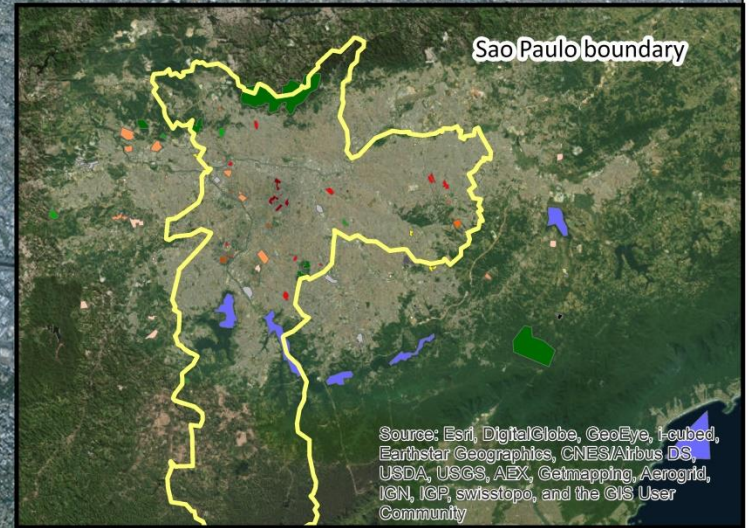 Sao Paulo boundary
Source: Esri, DigitalGlobe, GeoEye, i-cubed,
Earthstar Geographics, CNES/Airbus DS,
USDA, USGS, AEX, Getmapping, Aerogrid,
IGN, IGP, swisstopo, and the GIS User
Community